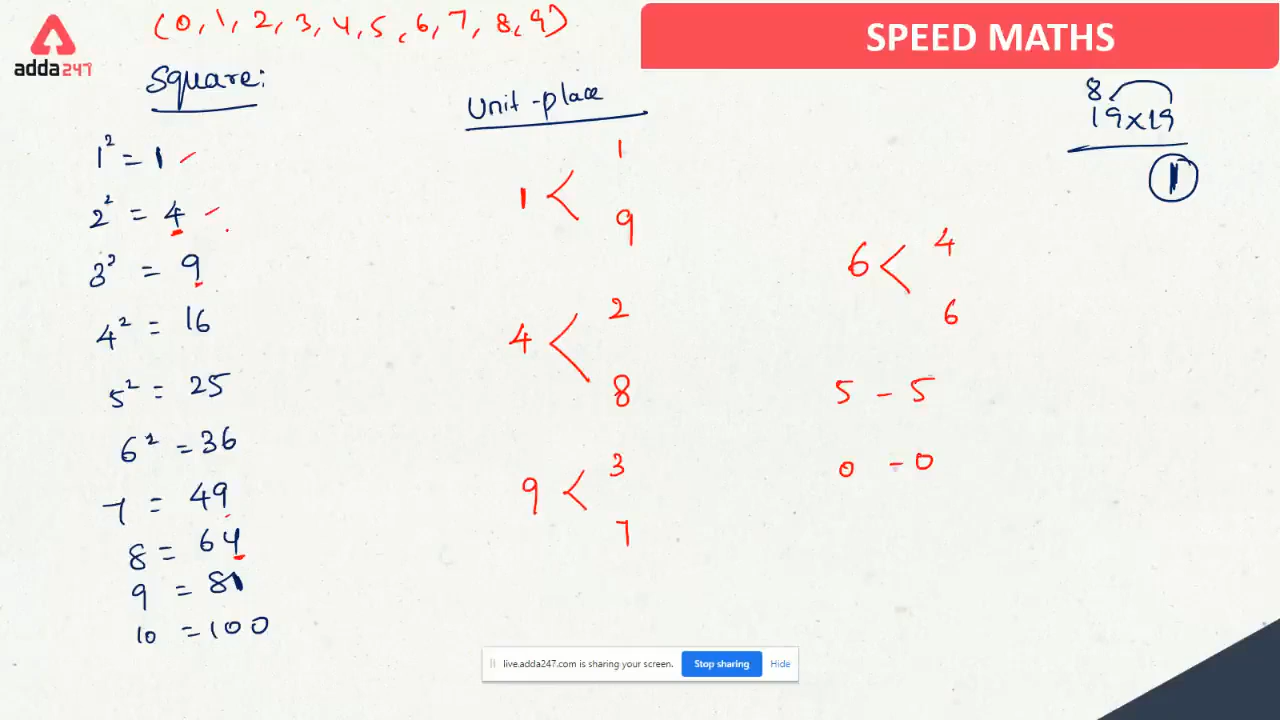 (0, 1, 2, 3, 4, 5, 6, 7, 8, 9)
SPEED MATHS
adda247
Square:
1² = 1
2² = 4
3² = 9
4² = 16
5² = 25
6² = 36
7 = 49
8 = 64
9 = 81
10 = 100
Unit-place
1 < 1
9
4 < 2
8
9 < 3
7
6 < 4
6
5 - 5
0 - 0
8
19×19
1
live.adda247.com is sharing your screen.
Stop sharing
Hide